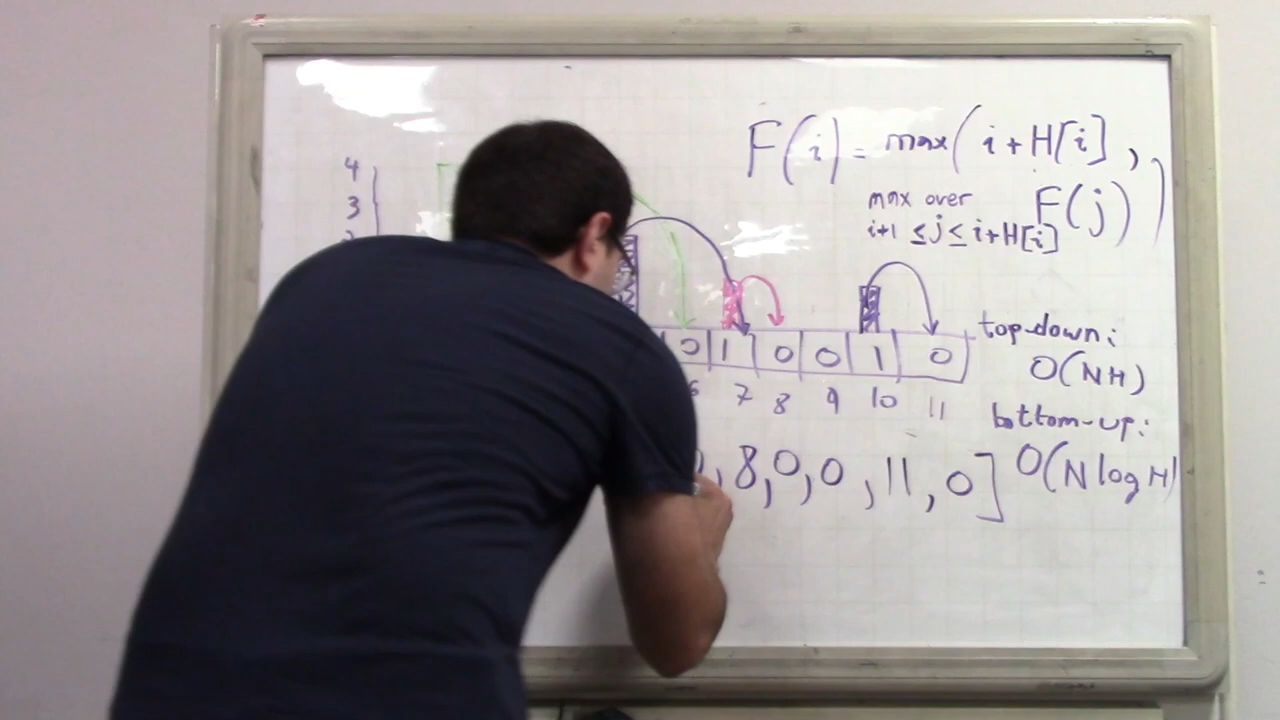 F(i) = max( i + H[i] ,
max over F(j) )
i+1 ≤ j ≤ i+H[i]
4
3
top-down:
O(NH)
0 1 0 0 1 0
6 7 8 9 10 11
bottom-up:
O(N log H)
, 8, 0, 0, 11, 0]